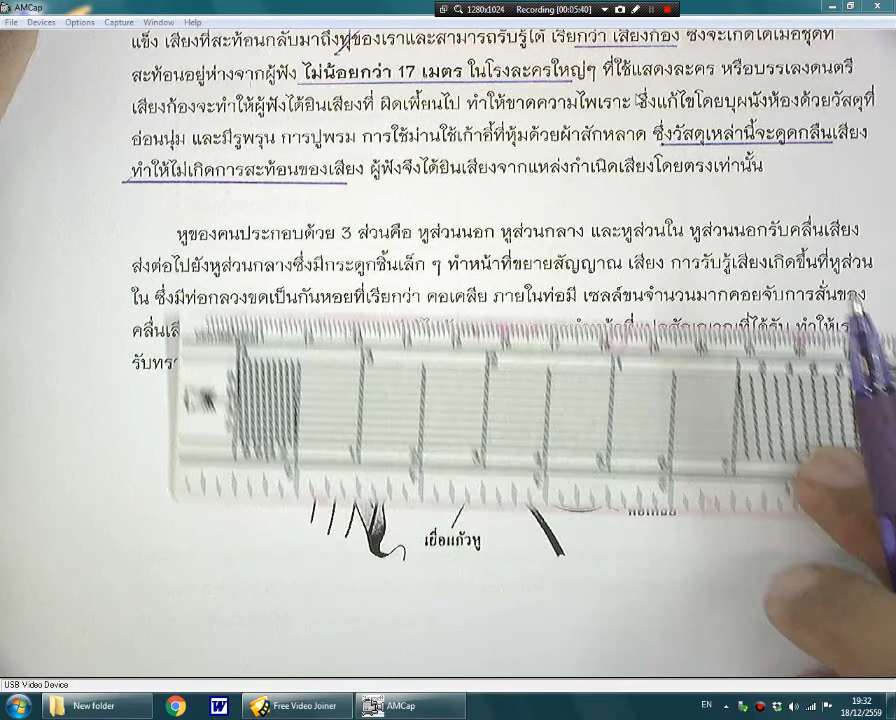 AMCap
1280x1024 Recording [00:05:40]
File Devices Options Capture Window Help
แข็ง เสียงที่สะท้อนกลับมาถึงหูของเราและสามารถรับรู้ได้ เรียกว่า เสียงก้อง ซึ่งจะเกิดได้เมื่อชุดที่
สะท้อนอยู่ห่างจากผู้ฟัง ไม่น้อยกว่า 17 เมตร ในโรงละครใหญ่ๆ ที่ใช้แสดงละคร หรือบรรเลงดนตรี
เสียงก้องจะทำให้ผู้ฟังได้ยินเสียงที่ ผิดเพี้ยนไป ทำให้ขาดความไพเราะ ซึ่งแก้ไขโดยบุผนังห้องด้วยวัสดุที่
อ่อนนุ่ม และมีรูพรุน การปูพรม การใช้ม่านใช้เก้าอี้ที่หุ้มด้วยผ้าสักหลาด ซึ่งวัสดุเหล่านี้จะดูดกลืนเสียง
ทำให้ไม่เกิดการสะท้อนของเสียง ผู้ฟังจึงได้ยินเสียงจากแหล่งกำเนิดเสียงโดยตรงเท่านั้น
หูของคนประกอบด้วย 3 ส่วนคือ หูส่วนนอก หูส่วนกลาง และหูส่วนใน หูส่วนนอกรับคลื่นเสียง
ส่งต่อไปยังหูส่วนกลางซึ่งมีกระดูกชิ้นเล็ก ๆ ทำหน้าที่ขยายสัญญาณ เสียง การรับรู้เสียงเกิดขึ้นที่หูส่วน
ใน ซึ่งมีท่อกลวงขดเป็นก้นหอยที่เรียกว่า คอเคลีย ภายในท่อมี เซลล์ขนจำนวนมากคอยจับการสั่นของ
คลื่น ทำให้
รับ
เยื่อแก้วหู
USB Video Device
New folder Free Video Joiner AMCap EN 19:32
18/12/2559